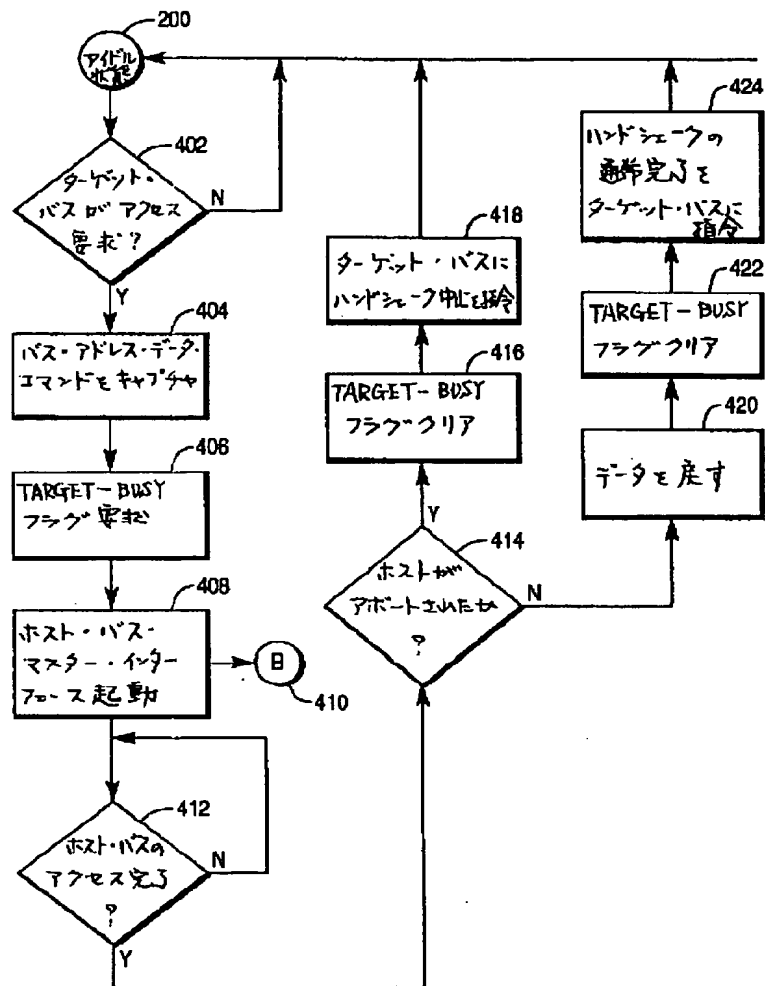 200
アイドル
状態
402
ターゲット・
バスがアクセス
要求?
N
Y
404
バス・アドレス・データ・
コマンドをキャプチャ
406
TARGET-BUSY
フラグ要求
408
ホスト・バス・
マスター・インター
フェース起動
B
410
412
ホスト・バスの
アクセス完了
?
N
Y
414
ホストが
アボートされたか
?
Y
N
416
TARGET-BUSY
フラグクリア
418
ターゲット・バスに
ハンドシェーク中止を指令
420
データを戻す
422
TARGET-BUSY
フラグクリア
424
ハンドシェークの
通常完了を
ターゲット・バスに
指令